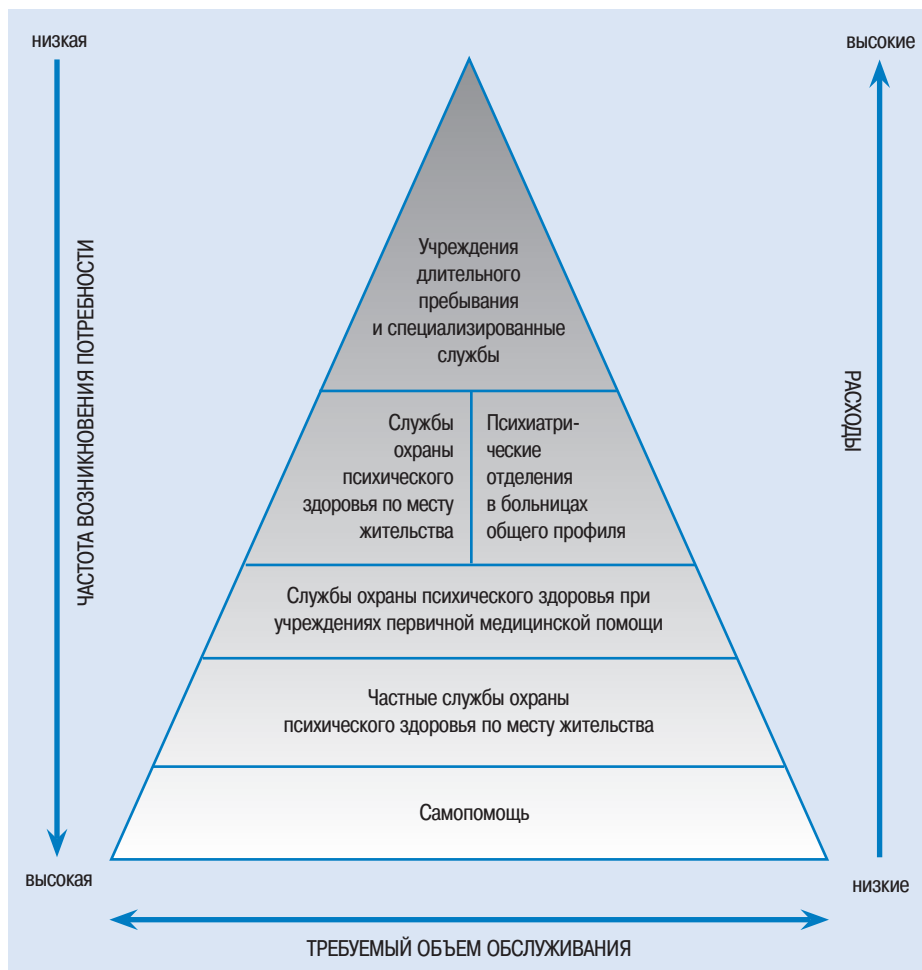 низкая
высокие
ЧАСТОТА ВОЗНИКНОВЕНИЯ ПОТРЕБНОСТИ
Учреждения
длительного
пребывания
и специализированные
службы
РАСХОДЫ
Службы
охраны
психического
здоровья по месту
жительства
Психиатри-
ческие
отделения
в больницах
общего профиля
Службы охраны психического здоровья при
учреждениях первичной медицинской помощи
Частные службы охраны
психического здоровья по месту жительства
Самопомощь
высокая
низкие
ТРЕБУЕМЫЙ ОБЪЕМ ОБСЛУЖИВАНИЯ